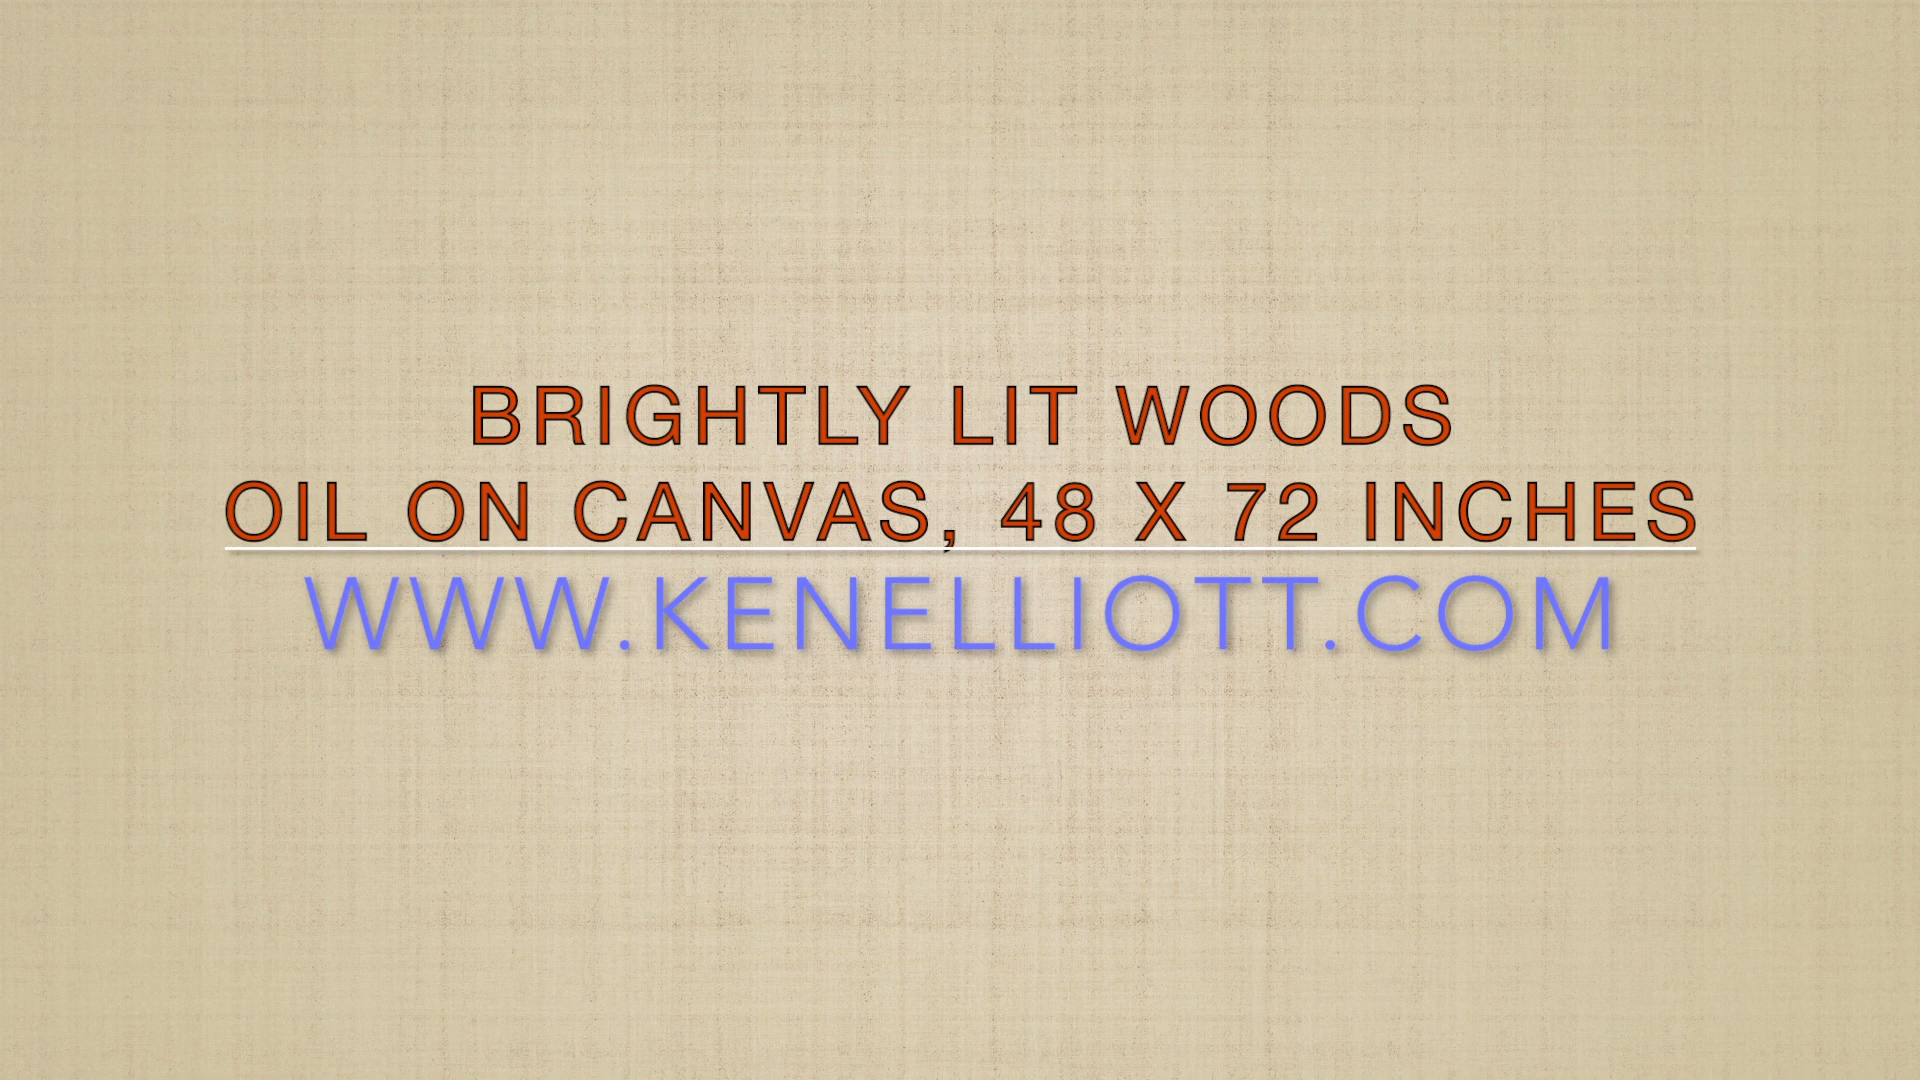 BRIGHTLY LIT WOODS
OIL ON CANVAS, 48 X 72 INCHES
WWW.KENELLIOTT.COM